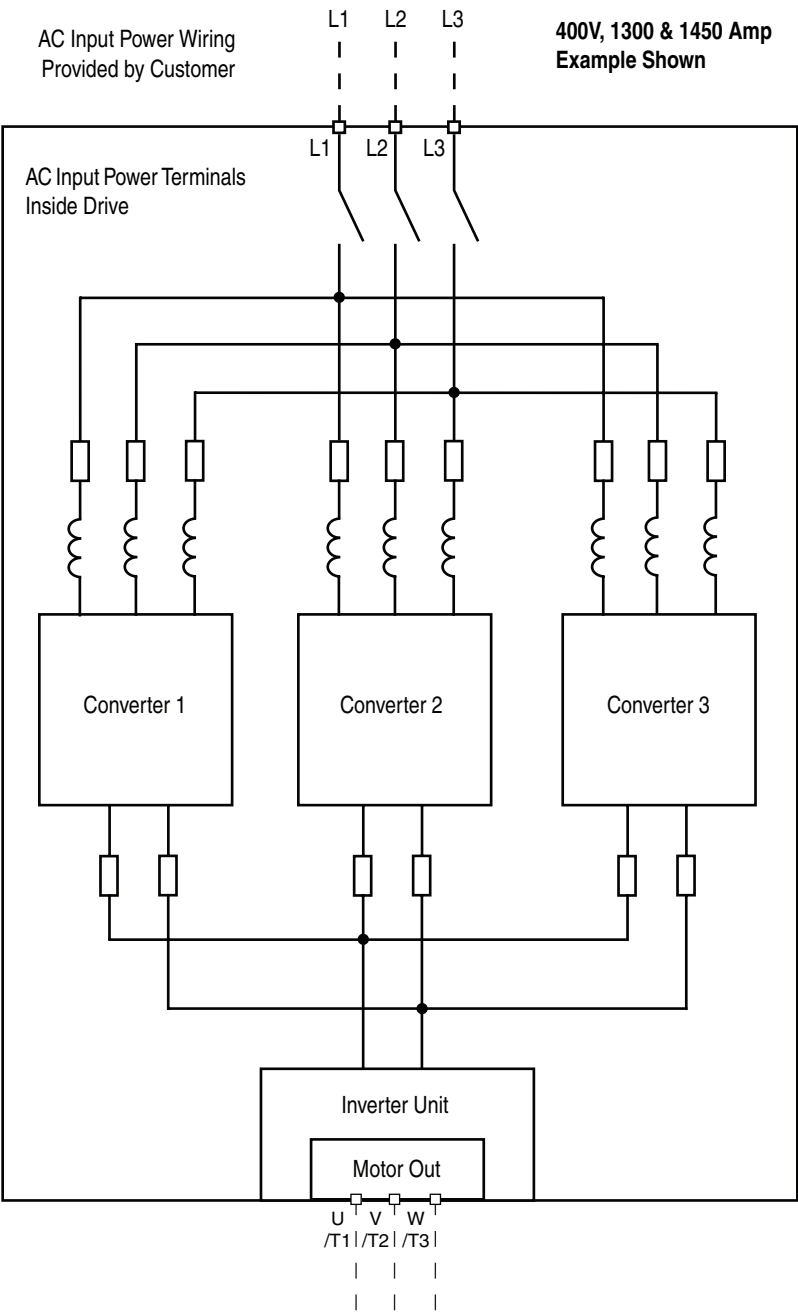 L1 L2 L3
AC Input Power Wiring
Provided by Customer
400V, 1300 & 1450 Amp
Example Shown
L1 L2 L3
AC Input Power Terminals
Inside Drive
Converter 1
Converter 2
Converter 3
Inverter Unit
Motor Out
U V W
/T1 /T2 /T3